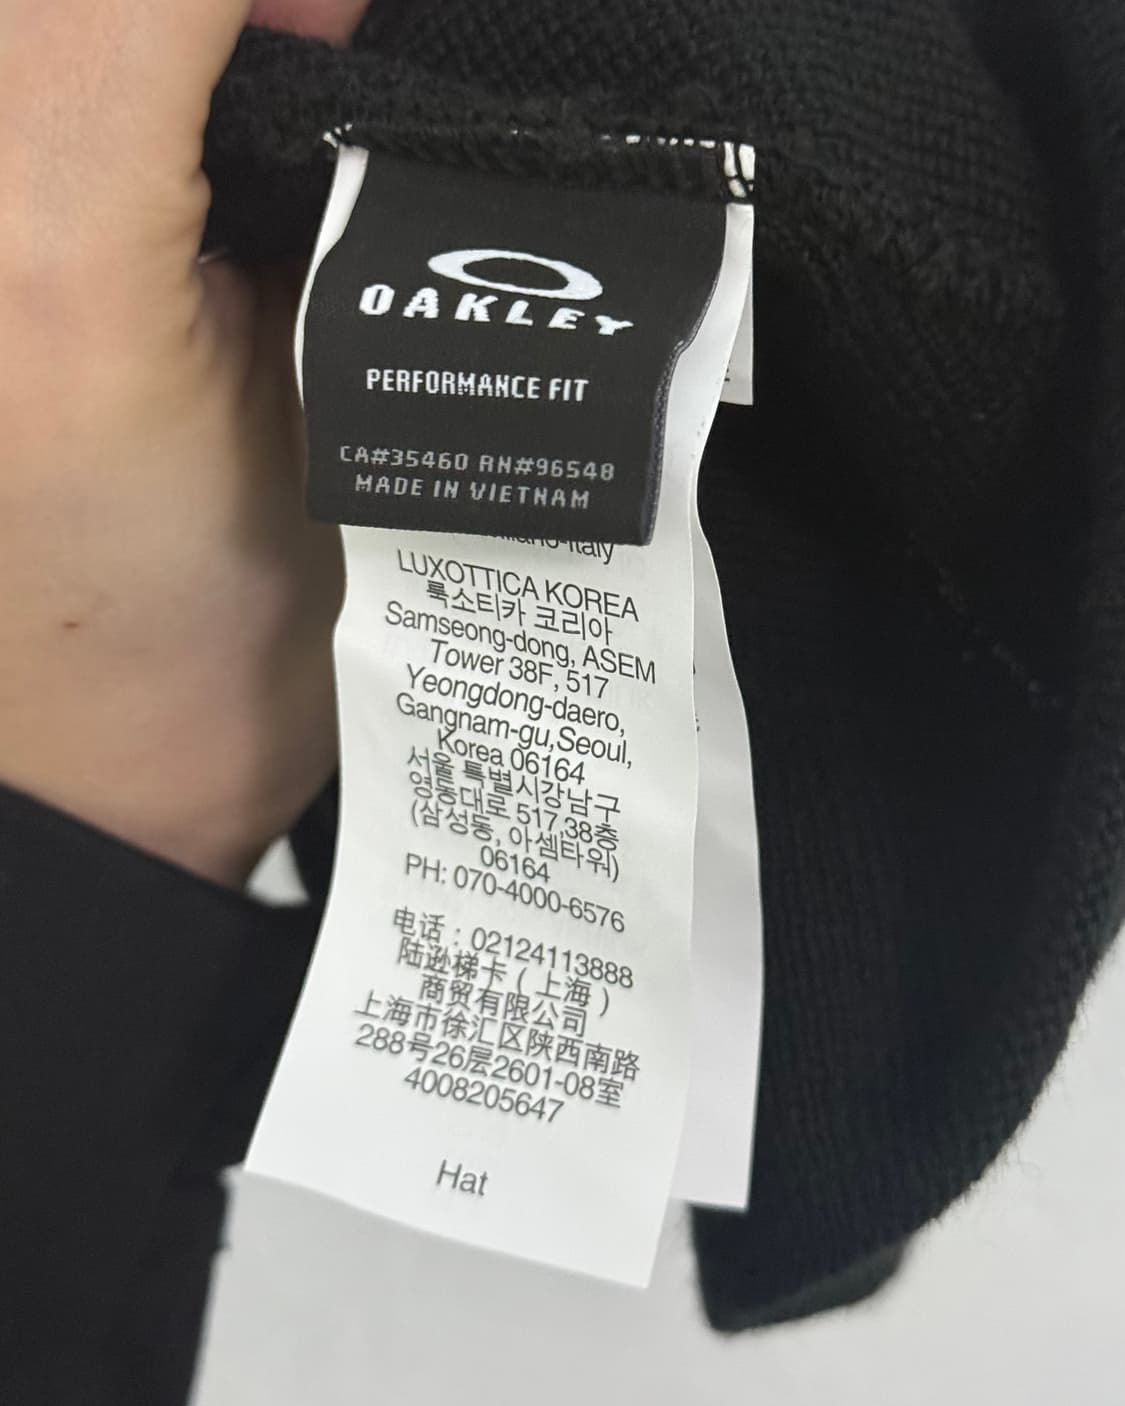 OAKLEY
PERFORMANCE FIT
CA#35460 RN#96548
MADE IN VIETNAM
Italy
LUXOTTICA KOREA
룩소티카 코리아
Samseong-dong, ASEM
Tower 38F, 517
Yeongdong-daero,
Gangnam-gu,Seoul,
Korea 06164
서울 특별시강남구
영동대로 517,38층
(삼성동, 아셈타워)
06164
PH: 070-4000-6576
电话 : 02124113888
陆逊梯卡 ( 上海 )
商贸有限公司
上海市徐汇区陕西南路
288号26层2601-08室
4008205647
Hat